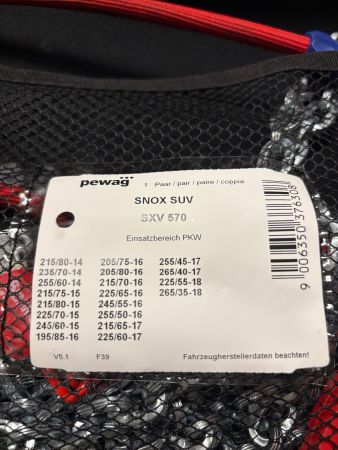 pewag
1 Paar / pair / paire / coppia
SNOX SUV
SXV 570
Einsatzbereich PKW
215/80-14 205/75-16 255/45-17
235/70-14 205/80-16 265/40-17
255/60-14 215/70-16 225/55-18
215/75-15 225/65-16 265/35-18
215/80-15 245/55-16
225/70-15 255/50-16
245/60-15 215/65-17
195/85-16 225/60-17
V5.1 F39 Fahrzeugherstellerdaten beachten!
9 006350 376308